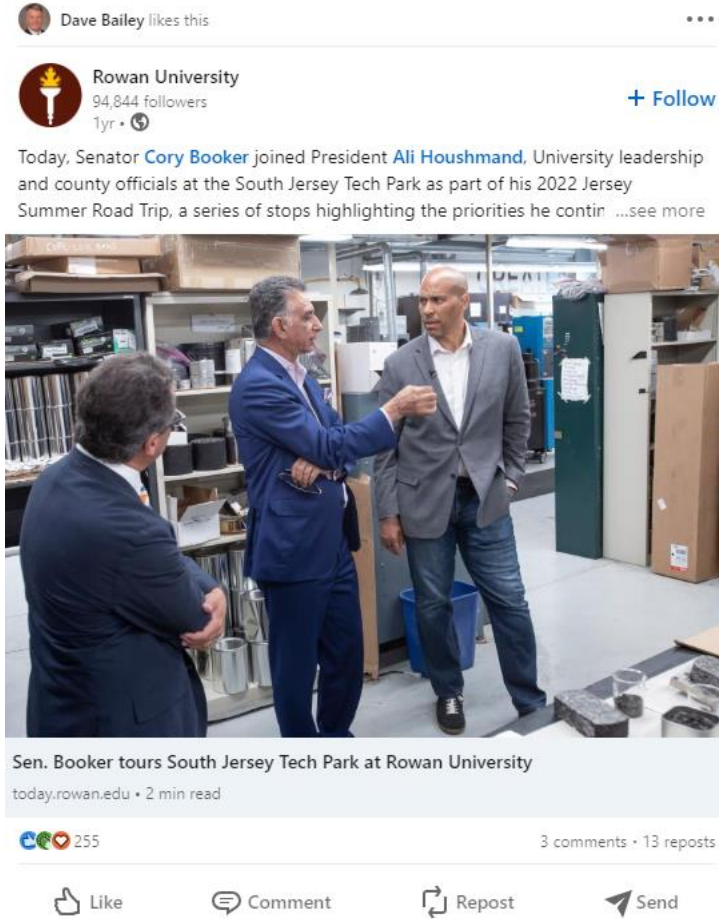 Dave Bailey likes this
Rowan University
94,844 followers
+ Follow
1yr •
Today, Senator Cory Booker joined President Ali Houshmand, University leadership
and county officials at the South Jersey Tech Park as part of his 2022 Jersey
Summer Road Trip, a series of stops highlighting the priorities he contin ...see more
Sen. Booker tours South Jersey Tech Park at Rowan University
today.rowan.edu • 2 min read
255
3 comments • 13 reposts
Like
Comment
Repost
Send